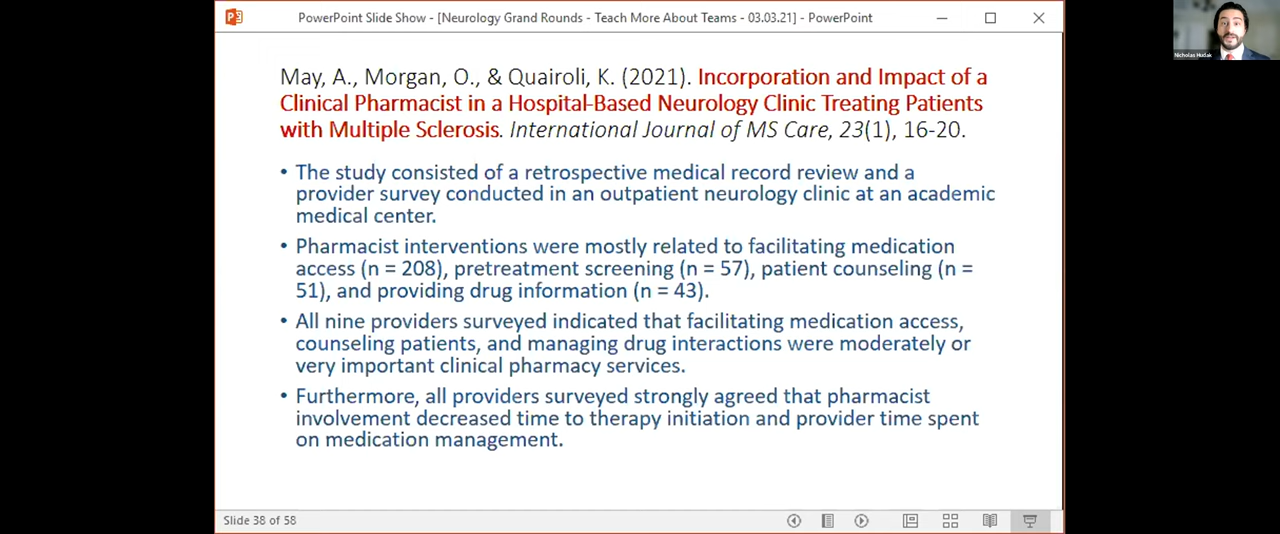 PowerPoint Slide Show - [Neurology Grand Rounds - Teach More About Teams - 03.03.21] - PowerPoint
Nicholas Hudak
May, A., Morgan, O., & Quairoli, K. (2021). Incorporation and Impact of a
Clinical Pharmacist in a Hospital-Based Neurology Clinic Treating Patients
with Multiple Sclerosis. International Journal of MS Care, 23(1), 16-20.
• The study consisted of a retrospective medical record review and a
provider survey conducted in an outpatient neurology clinic at an academic
medical center.
• Pharmacist interventions were mostly related to facilitating medication
access (n = 208), pretreatment screening (n = 57), patient counseling (n =
51), and providing drug information (n = 43).
• All nine providers surveyed indicated that facilitating medication access,
counseling patients, and managing drug interactions were moderately or
very important clinical pharmacy services.
• Furthermore, all providers surveyed strongly agreed that pharmacist
involvement decreased time to therapy initiation and provider time spent
on medication management.
Slide 38 of 58